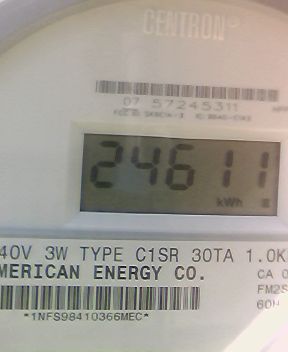 CENTRON®
07 57245311
24611
kWh
40V 3W TYPE C1SR 30TA 1.0K
MERICAN ENERGY CO.
CA 0
FM2S
60H
*1NFS98410366MEC*